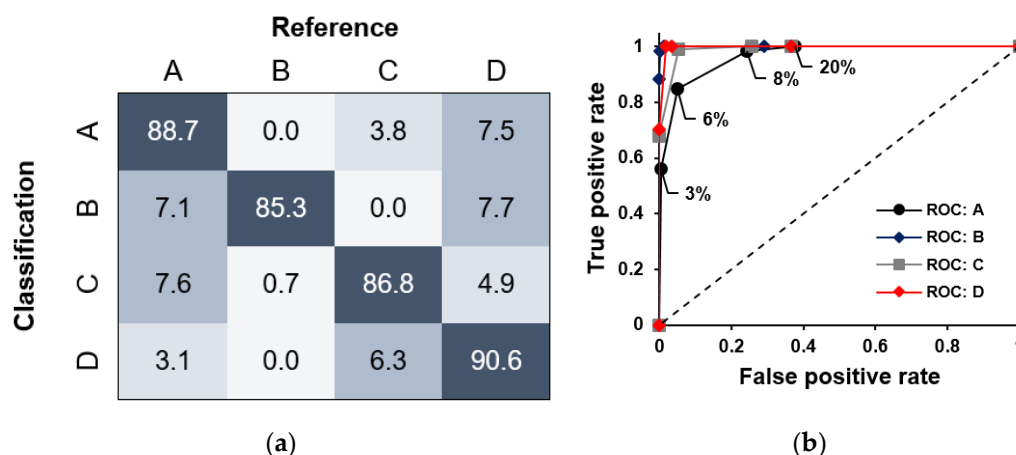 Reference
A B C D
Classification
A 88.7 0.0 3.8 7.5
B 7.1 85.3 0.0 7.7
C 7.6 0.7 86.8 4.9
D 3.1 0.0 6.3 90.6
(a)
True positive rate
1
0.8
0.6
0.4
0.2
0
20%
8%
6%
3%
ROC: A
ROC: B
ROC: C
ROC: D
0 0.2 0.4 0.6 0.8
False positive rate
(b)